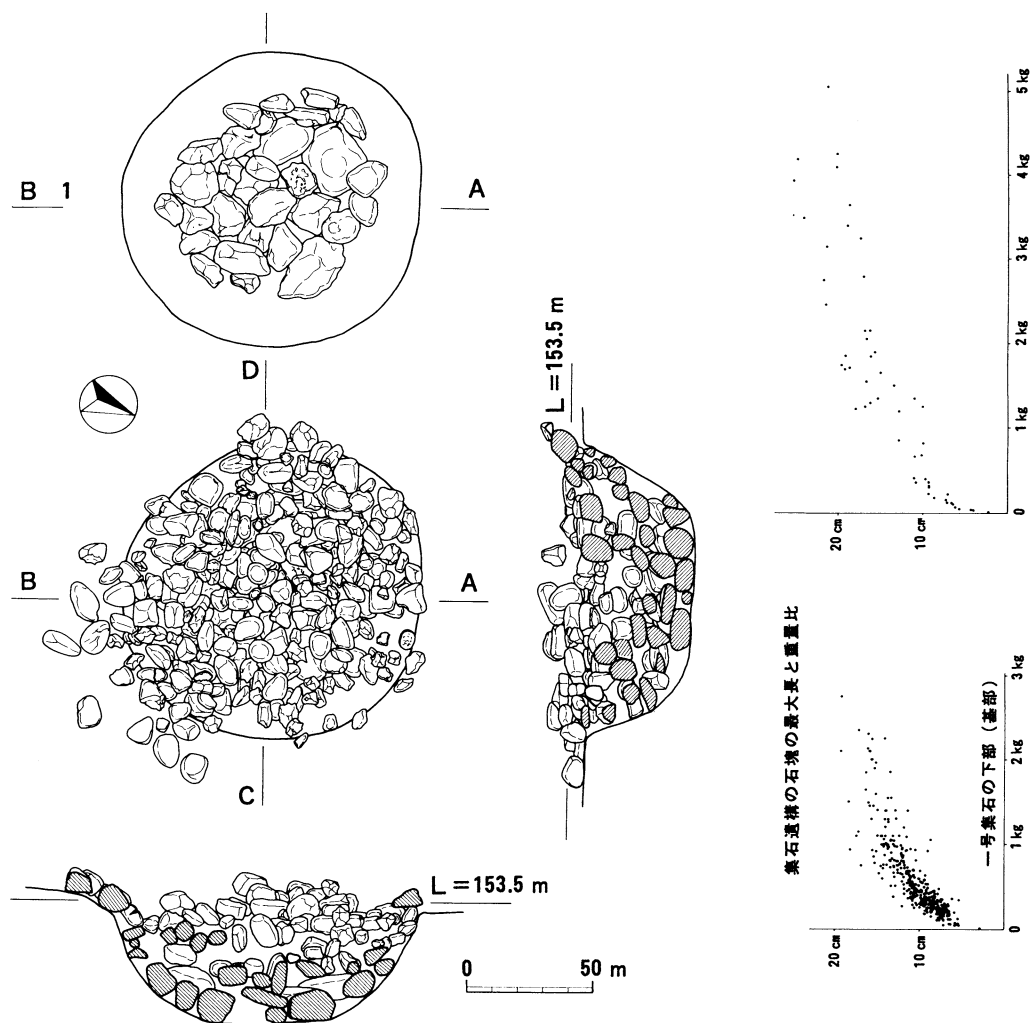 B 1
A
D
L = 153.5 m
B
A
C
L = 153.5 m
0 50 m
5 kg
4 kg
3 kg
2 kg
1 kg
0
20 cm
10 cm
集石遺構の石塊の最大長と重量比
一号集石の下部(基部)
3 kg
2 kg
1 kg
0
20 cm
10 cm